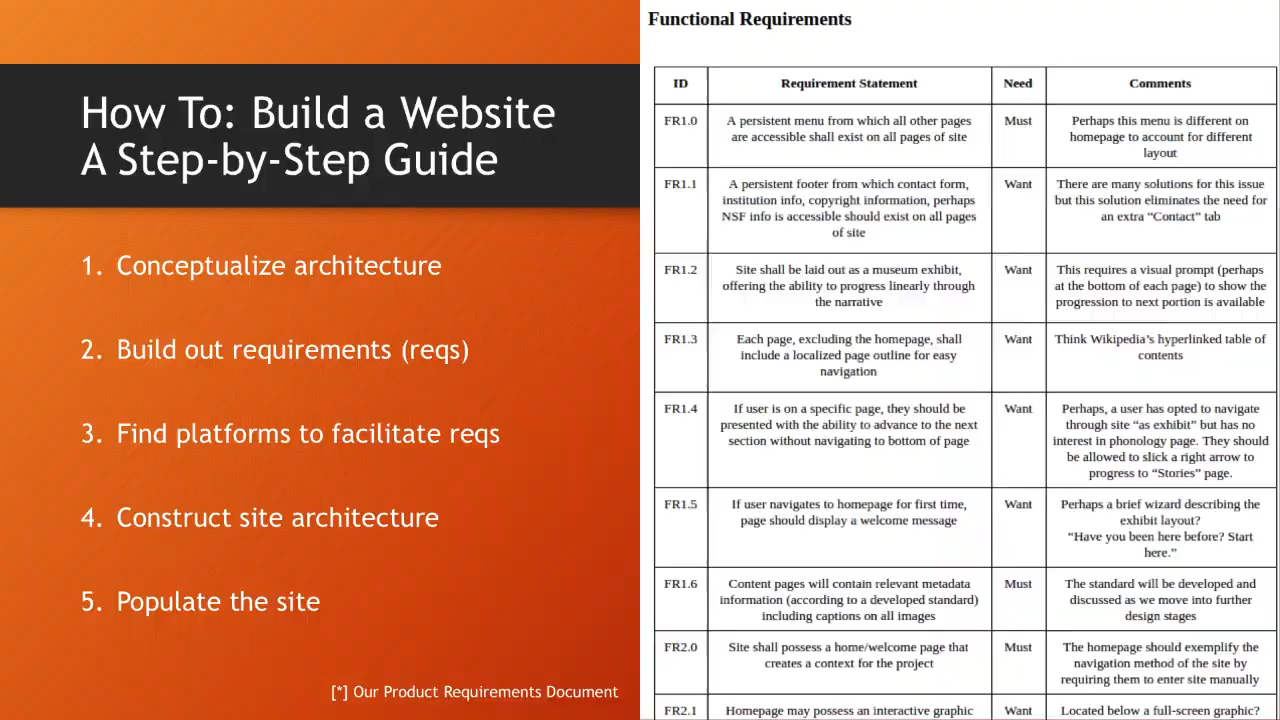 How To: Build a Website
A Step-by-Step Guide
1. Conceptualize architecture
2. Build out requirements (reqs)
3. Find platforms to facilitate reqs
4. Construct site architecture
5. Populate the site
[*] Our Product Requirements Document
Functional Requirements
ID Requirement Statement Need Comments
FR1.0 A persistent menu from which all other pages Must Perhaps this menu is different on
are accessible shall exist on all pages of site homepage to account for different
layout
FR1.1 A persistent footer from which contact form, Want There are many solutions for this issue
institution info, copyright information, perhaps but this solution eliminates the need for
NSF info is accessible should exist on all pages an extra “Contact” tab
of site
FR1.2 Site shall be laid out as a museum exhibit, Want This requires a visual prompt (perhaps
offering the ability to progress linearly through at the bottom of each page) to show the
the narrative progression to next portion is available
FR1.3 Each page, excluding the homepage, shall Want Think Wikipedia’s hyperlinked table of
include a localized page outline for easy contents
navigation
FR1.4 If user is on a specific page, they should be Want Perhaps, a user has opted to navigate
presented with the ability to advance to the next through site “as exhibit” but has no
section without navigating to bottom of page interest in phonology page. They should
be allowed to slick a right arrow to
progress to “Stories” page.
FR1.5 If user navigates to homepage for first time, Want Perhaps a brief wizard describing the
page should display a welcome message exhibit layout?
“Have you been here before? Start
here.”
FR1.6 Content pages will contain relevant metadata Must The standard will be developed and
information (according to a developed standard) discussed as we move into further
including captions on all images design stages
FR2.0 Site shall possess a home/welcome page that Must The homepage should exemplify the
creates a context for the project navigation method of the site by
requiring them to enter site manually
FR2.1 Homepage may possess an interactive graphic Want Located below a full-screen graphic?